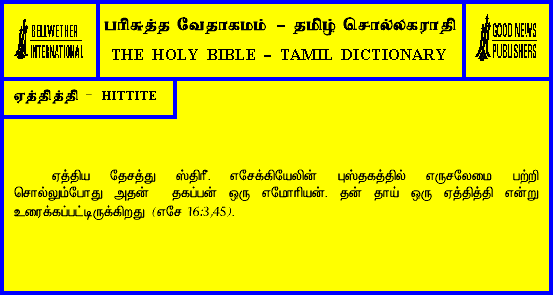 BELLWETHER
INTERNATIONAL
பரிசுத்த வேதாகமம் - தமிழ் சொல்லகராதி
THE HOLY BIBLE - TAMIL DICTIONARY
GOOD NEWS
PUBLISHERS
ஏத்தித்தி - HITTITE
ஏத்திய தேசத்து ஸ்திரீ. எசேக்கியேலின் புஸ்தகத்தில் எருசலேமை பற்றி
சொல்லும்போது அதன் தகப்பன் ஒரு எமோரியன். தன் தாய் ஒரு ஏத்தித்தி என்று
உரைக்கப்பட்டிருக்கிறது (எசே 16:3,45).